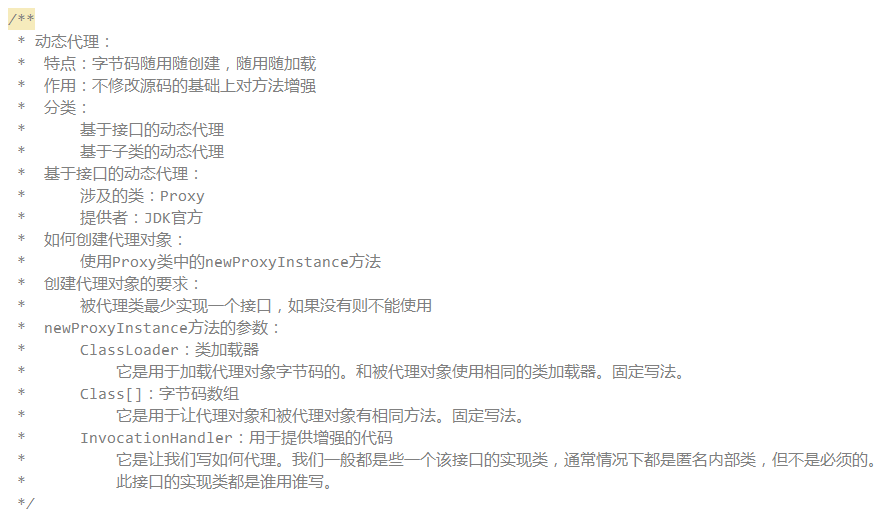 /**
 * 动态代理：
 *  特点：字节码随用随创建，随用随加载
 *  作用：不修改源码的基础上对方法增强
 *  分类：
 *      基于接口的动态代理
 *      基于子类的动态代理
 *  基于接口的动态代理：
 *      涉及的类：Proxy
 *      提供者：JDK官方
 *  如何创建代理对象：
 *      使用Proxy类中的newProxyInstance方法
 *  创建代理对象的要求：
 *      被代理类最少实现一个接口，如果没有则不能使用
 *  newProxyInstance方法的参数：
 *      ClassLoader：类加载器
 *          它是用于加载代理对象字节码的。和被代理对象使用相同的类加载器。固定写法。
 *      Class[]：字节码数组
 *          它是用于让代理对象和被代理对象有相同方法。固定写法。
 *      InvocationHandler：用于提供增强的代码
 *          它是让我们写如何代理。我们一般都是些一个该接口的实现类，通常情况下都是匿名内部类，但不是必须的。
 *          此接口的实现类都是谁用谁写。
 */